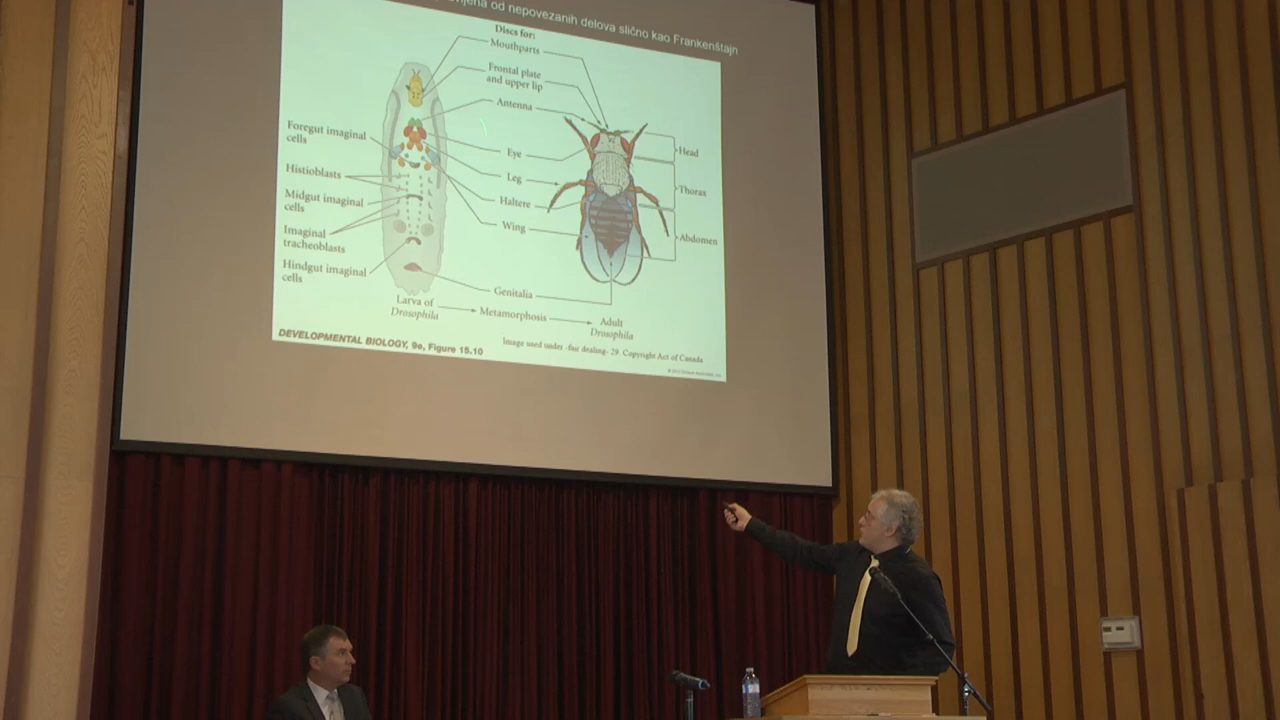 od nepovezanih delova slično kao Frankenštajn
Discs for:
Mouthparts
Frontal plate
and upper lip
Antenna
Eye
Leg
Haltere
Wing
Genitalia
Foregut imaginal
cells
Histioblasts
Midgut imaginal
cells
Imaginal
tracheoblasts
Hindgut imaginal
cells
Head
Thorax
Abdomen
Larva of
Drosophila
Metamorphosis
Adult
Drosophila
DEVELOPMENTAL BIOLOGY, 9e, Figure 15.10
Image used under -fair dealing- 29. Copyright Act of Canada